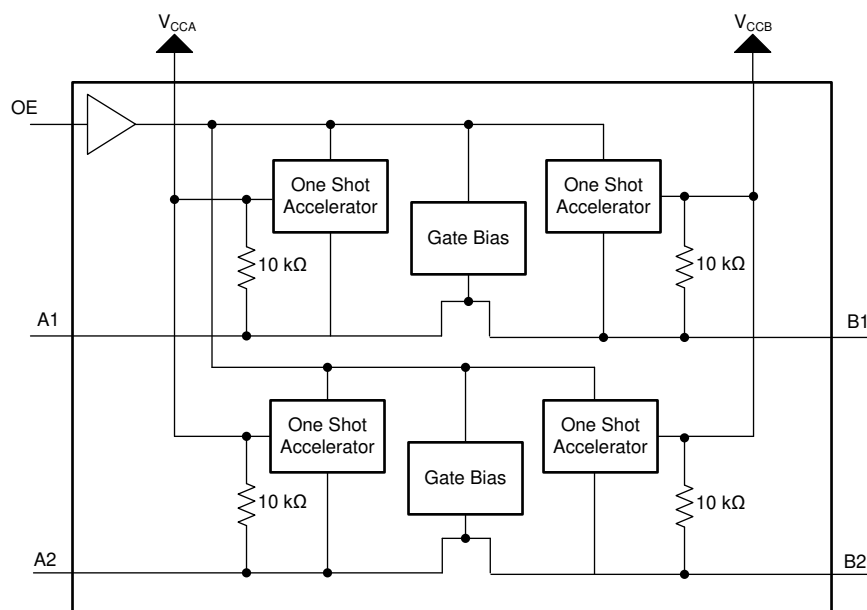 VCCA
VCCB
OE
One Shot
Accelerator
One Shot
Accelerator
Gate Bias
10 kΩ
10 kΩ
A1
B1
One Shot
Accelerator
One Shot
Accelerator
Gate Bias
10 kΩ
10 kΩ
A2
B2